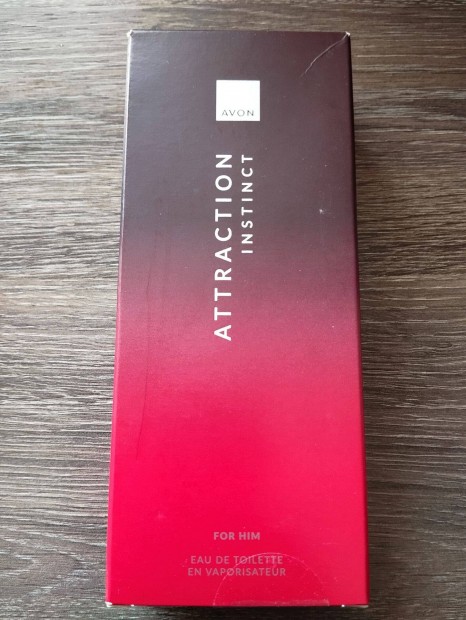 AVON
ATTRACTION
INSTINCT
FOR HIM
EAU DE TOILETTE
EN VAPORISATEUR